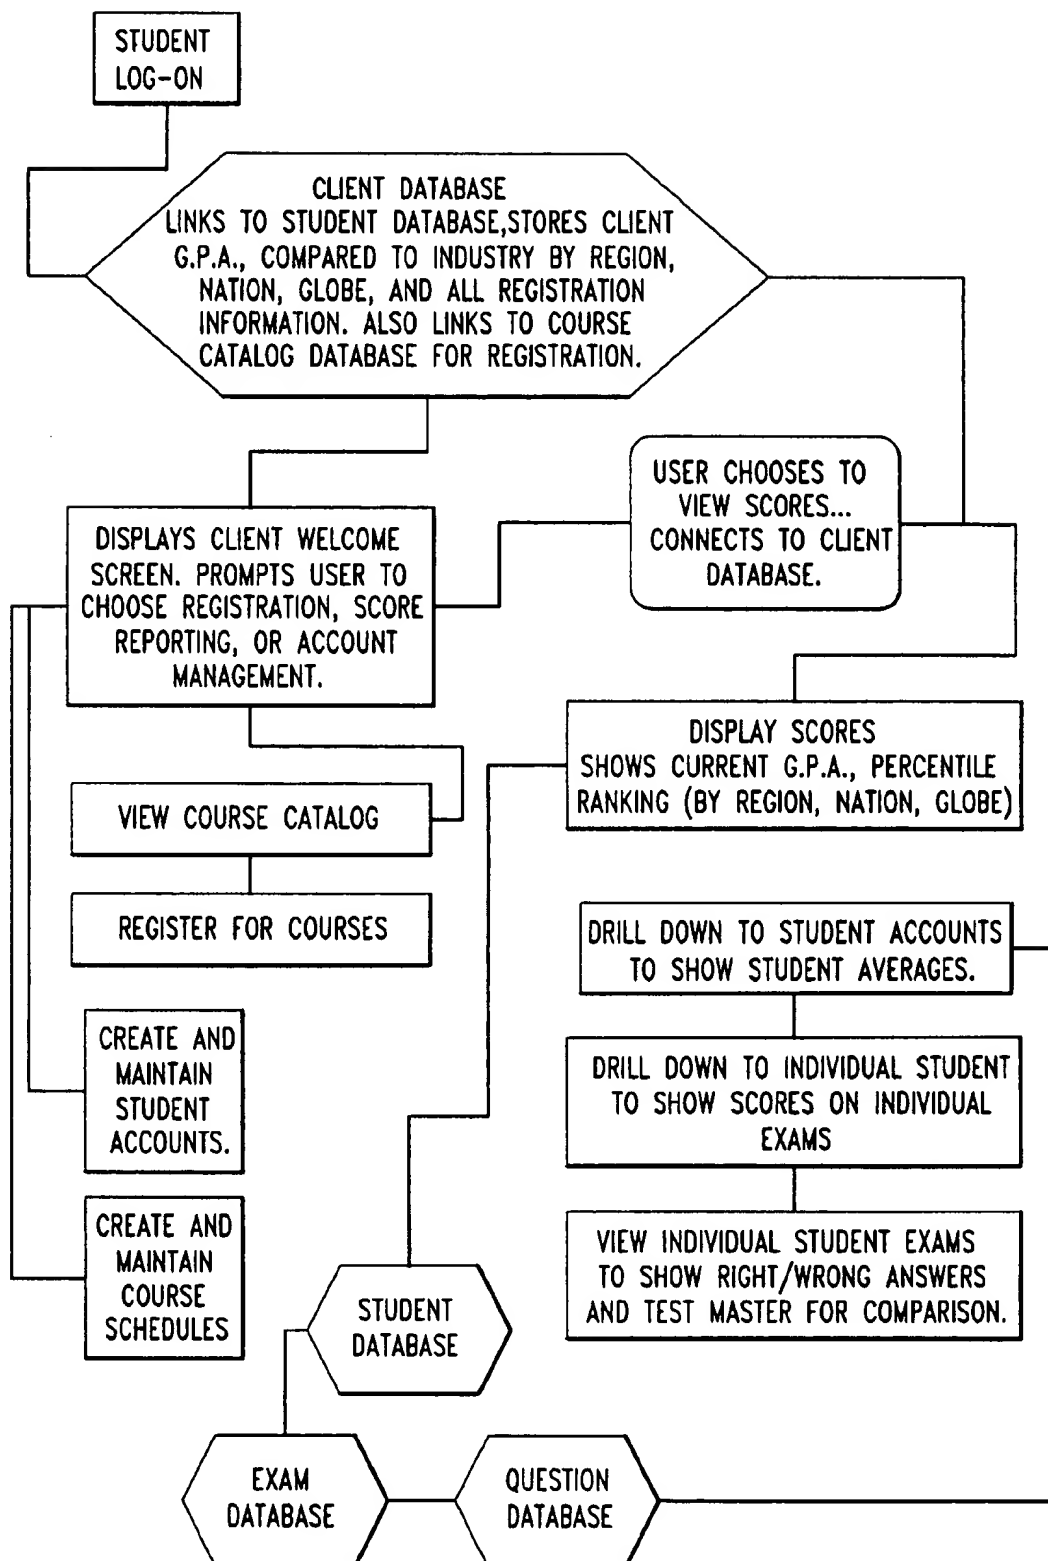 STUDENT
LOG-ON
CLIENT DATABASE
LINKS TO STUDENT DATABASE,STORES CLIENT
G.P.A., COMPARED TO INDUSTRY BY REGION,
NATION, GLOBE, AND ALL REGISTRATION
INFORMATION. ALSO LINKS TO COURSE
CATALOG DATABASE FOR REGISTRATION.
USER CHOOSES TO
VIEW SCORES...
CONNECTS TO CLIENT
DATABASE.
DISPLAYS CLIENT WELCOME
SCREEN. PROMPTS USER TO
CHOOSE REGISTRATION, SCORE
REPORTING, OR ACCOUNT
MANAGEMENT.
DISPLAY SCORES
SHOWS CURRENT G.P.A., PERCENTILE
RANKING (BY REGION, NATION, GLOBE)
VIEW COURSE CATALOG
REGISTER FOR COURSES
DRILL DOWN TO STUDENT ACCOUNTS
TO SHOW STUDENT AVERAGES.
CREATE AND
MAINTAIN
STUDENT
ACCOUNTS.
DRILL DOWN TO INDIVIDUAL STUDENT
TO SHOW SCORES ON INDIVIDUAL
EXAMS
CREATE AND
MAINTAIN
COURSE
SCHEDULES
VIEW INDIVIDUAL STUDENT EXAMS
TO SHOW RIGHT/WRONG ANSWERS
AND TEST MASTER FOR COMPARISON.
STUDENT
DATABASE
EXAM
DATABASE
QUESTION
DATABASE